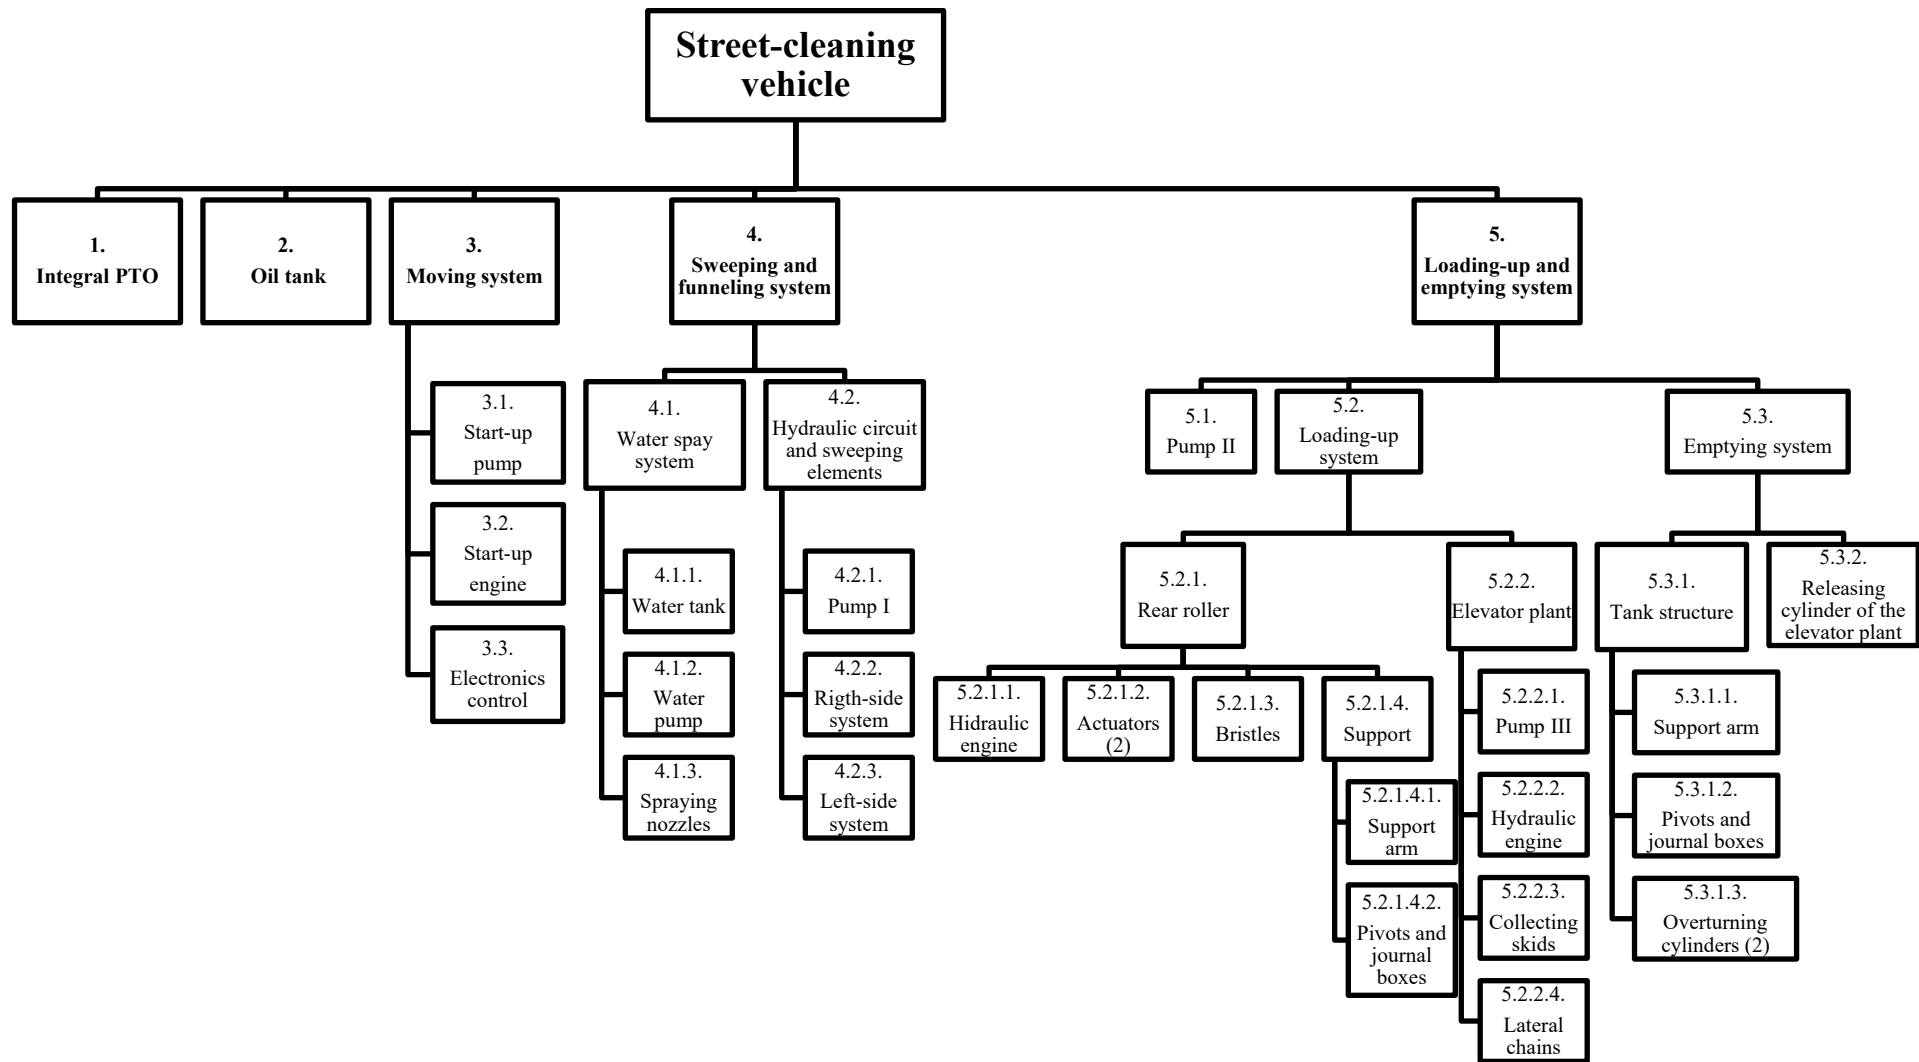 Street-cleaning
vehicle
1.
Integral PTO
2.
Oil tank
3.
Moving system
4.
Sweeping and
funneling system
5.
Loading-up and
emptying system
3.1.
Start-up
pump
3.2.
Start-up
engine
3.3.
Electronics
control
4.1.
Water spay
system
4.1.1.
Water tank
4.1.2.
Water
pump
4.1.3.
Spraying
nozzles
4.2.
Hydraulic circuit
and sweeping
elements
4.2.1.
Pump I
4.2.2.
Rigth-side
system
4.2.3.
Left-side
system
5.1.
Pump II
5.2.
Loading-up
system
5.2.1.
Rear roller
5.2.1.1.
Hidraulic
engine
5.2.1.2.
Actuators
(2)
5.2.1.3.
Bristles
5.2.1.4.
Support
5.2.1.4.1.
Support
arm
5.2.1.4.2.
Pivots and
journal
boxes
5.2.2.
Elevator plant
5.2.2.1.
Pump III
5.2.2.2.
Hydraulic
engine
5.2.2.3.
Collecting
skids
5.2.2.4.
Lateral
chains
5.3.
Emptying system
5.3.1.
Tank structure
5.3.1.1.
Support arm
5.3.1.2.
Pivots and
journal boxes
5.3.1.3.
Overturning
cylinders (2)
5.3.2.
Releasing
cylinder of the
elevator plant